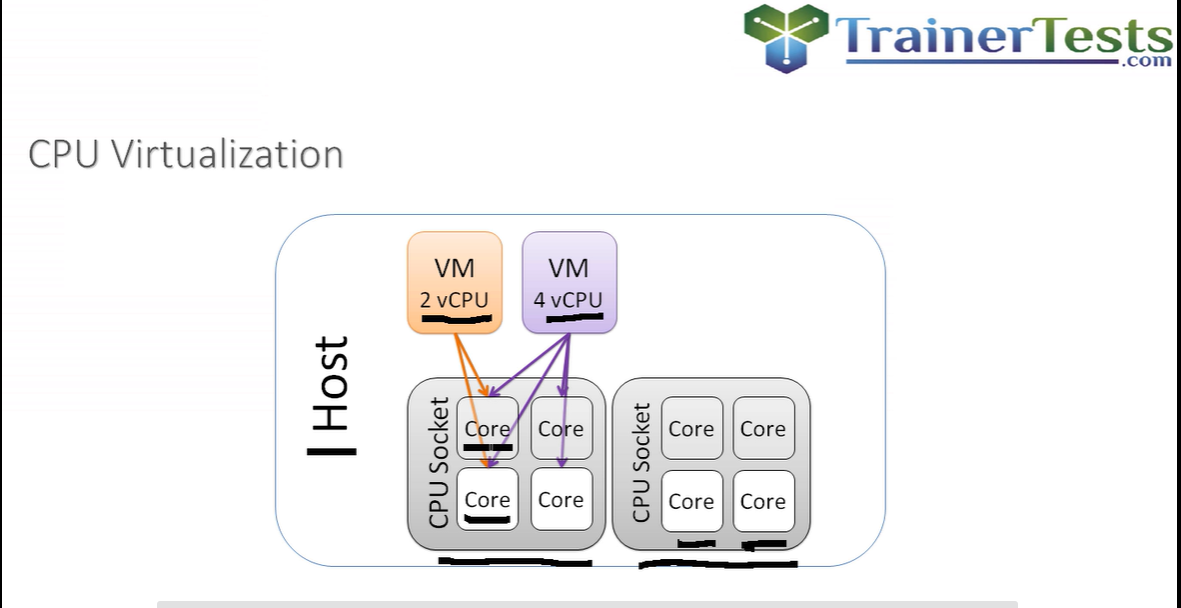 TrainerTests
.com
CPU Virtualization
Host
VM
2 vCPU
VM
4 vCPU
CPU Socket
Core
Core
Core
Core
CPU Socket
Core
Core
Core
Core